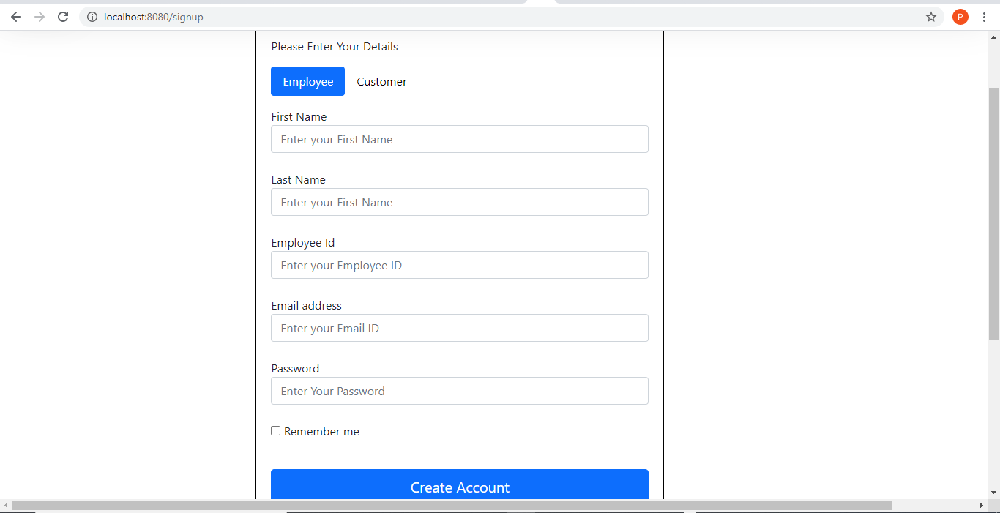 localhost:8080/signup
P
Please Enter Your Details
Employee Customer
First Name
Enter your First Name
Last Name
Enter your First Name
Employee Id
Enter your Employee ID
Email address
Enter your Email ID
Password
Enter Your Password
Remember me
Create Account